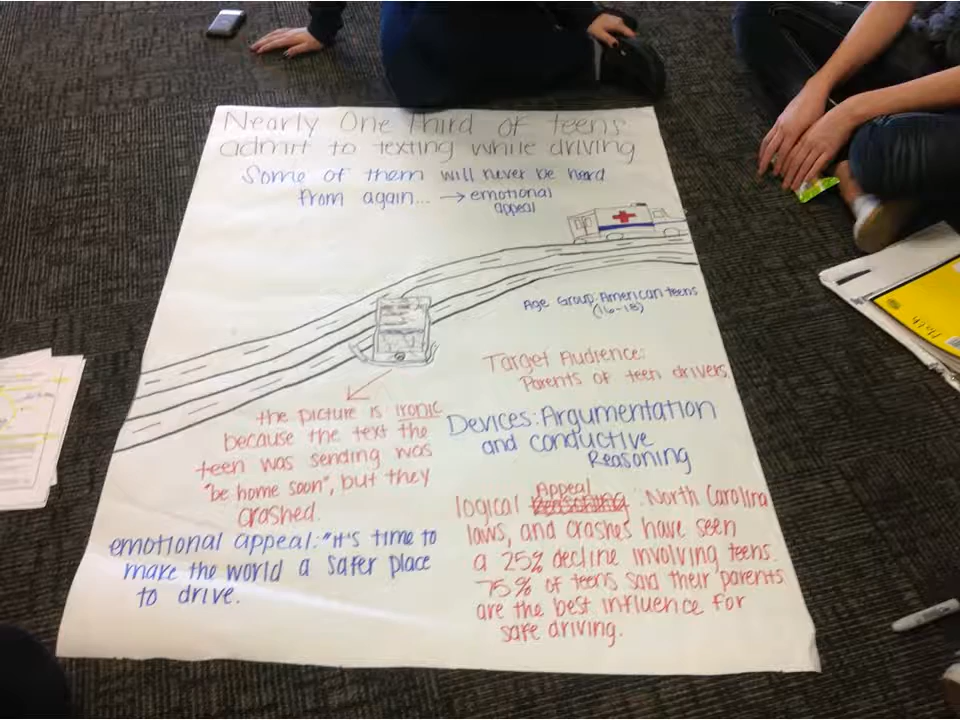 Nearly One Third of teens
admit to texting while driving
Some of them will never be herd
from again... → emotional
appeal
Age Group: American teens
(16-18)
Target Audience:
Parents of teen drivers
the picture is ironic
because the text the
teen was sending was
"be home soon", but they
crashed.
Devices: Argumentation
and conductive
Reasoning
emotional appeal: "it's time to
make the world a safer place
to drive.
Appeal
logical : North Carolina
laws, and crashes have seen
a 25% decline involving teens.
75% of teens said their parents
are the best influence for
safe driving.